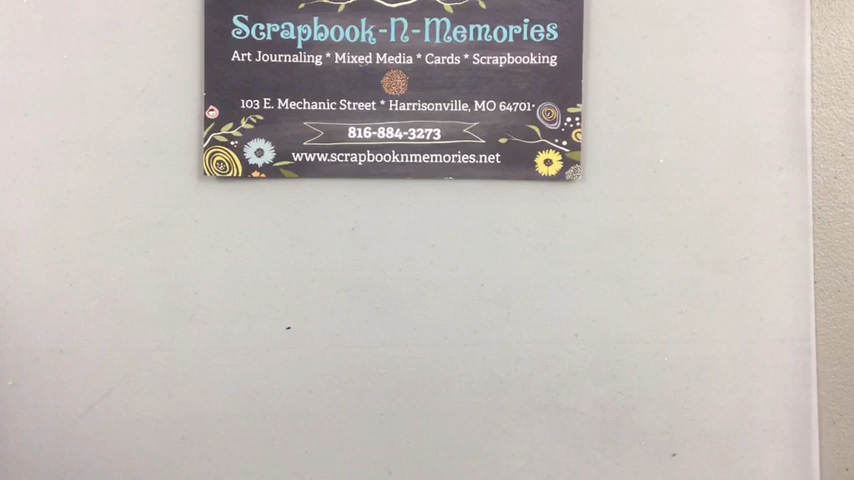 Scrapbook-N-Memories
Art Journaling * Mixed Media * Cards * Scrapbooking
103 E. Mechanic Street * Harrisonville, MO 64701
816-884-3273
www.scrapbooknmemories.net